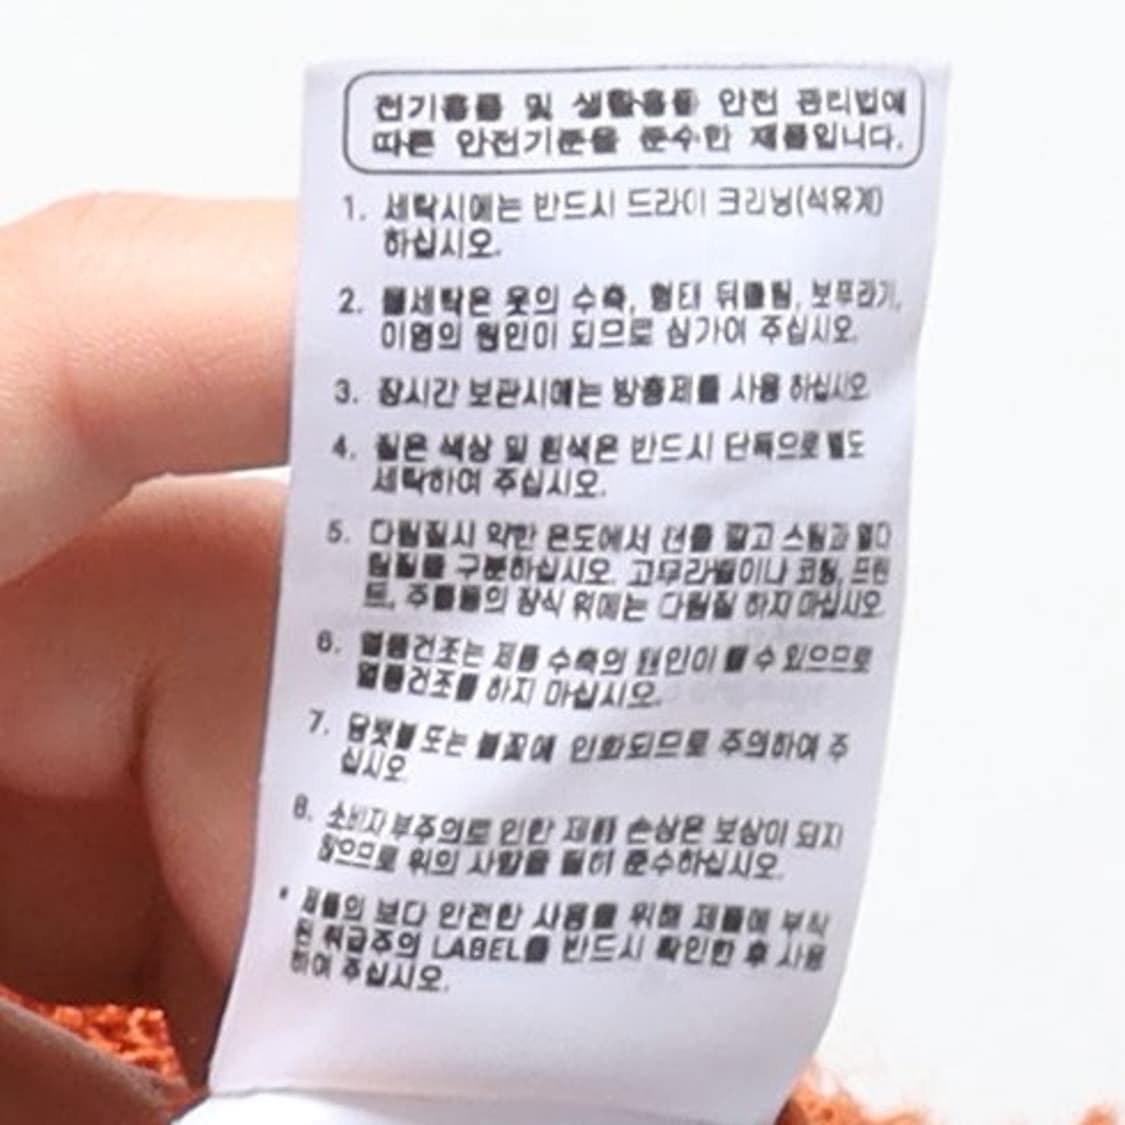 전기용품 및 생활용품 안전 관리법에
따른 안전기준을 준수한 제품입니다.
1. 세탁시에는 반드시 드라이 크리닝(석유계)
하십시오.
2. 물세탁은 옷의 수축, 형태 뒤틀림, 보푸라기,
이염의 원인이 되므로 삼가여 주십시오.
3. 장시간 보관시에는 방충제를 사용 하십시오.
4. 짙은 색상 및 흰색은 반드시 단독으로 별도
세탁하여 주십시오.
5. 다림질시 약한 온도에서 천을 깔고 스팀과 열다
림질을 구분하십시오. 고무라벨이나 코팅, 프린
트, 주름등의 장식 위에는 다림질 하지 마십시오.
6. 열풍건조는 제품 수축의 원인이 될 수 있으므로
열풍건조를 하지 마십시오.
7. 담뱃불 또는 불꽃에 인화되므로 주의하여 주
십시오.
8. 소비자 부주의로 인한 제품 손상은 보상이 되지
않으므로 위의 사항을 필히 준수하십시오.
* 제품의 보다 안전한 사용을 위해 제품에 부착
된 취급주의 LABEL을 반드시 확인한 후 사용
하여 주십시오.